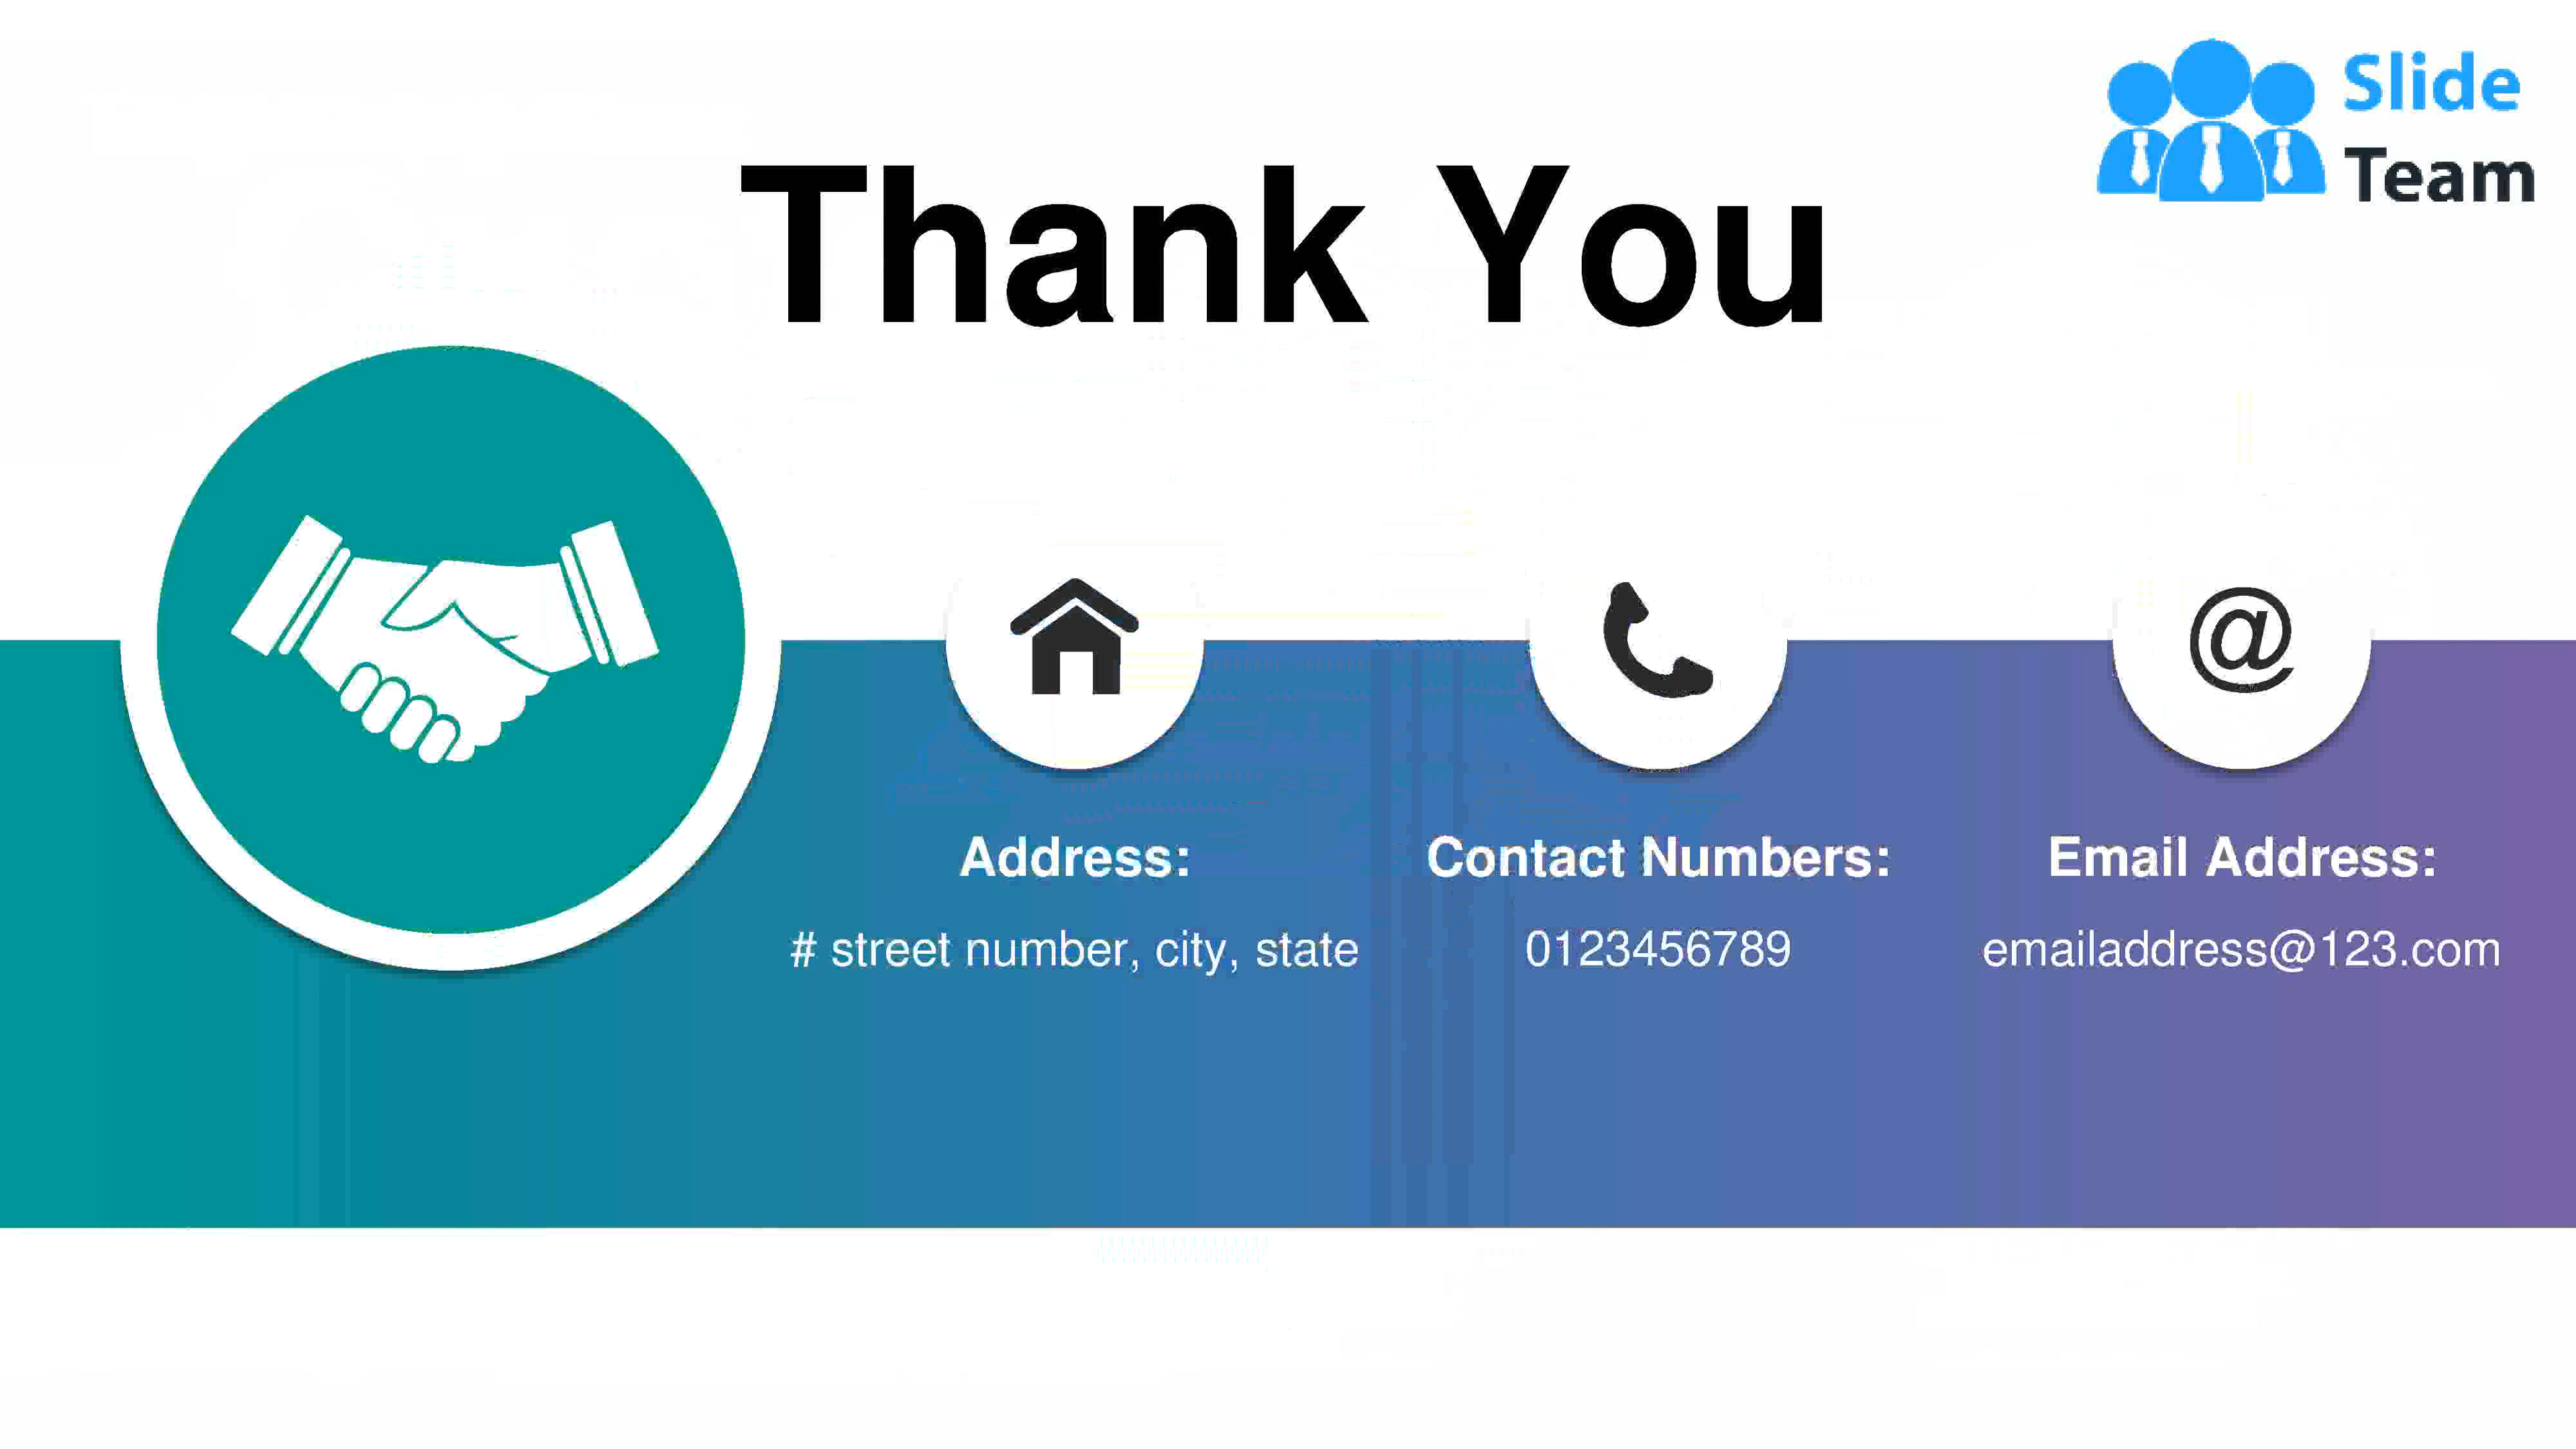 Slide
Team
Thank You
@
Address:
# street number, city, state
Contact Numbers:
0123456789
Email Address:
emailaddress@123.com